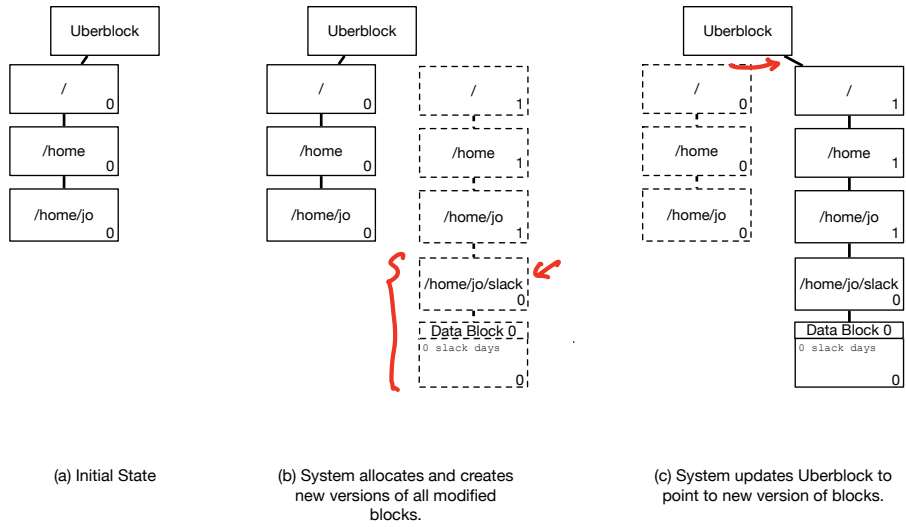 Uberblock
/
0
/home
0
/home/jo
0
(a) Initial State
Uberblock
/
0
/home
0
/home/jo
0
/
1
/home
1
/home/jo
1
/home/jo/slack
0
Data Block 0
0 slack days
0
(b) System allocates and creates
new versions of all modified
blocks.
Uberblock
/
0
/home
0
/home/jo
0
/
1
/home
1
/home/jo
1
/home/jo/slack
0
Data Block 0
0 slack days
0
(c) System updates Uberblock to
point to new version of blocks.